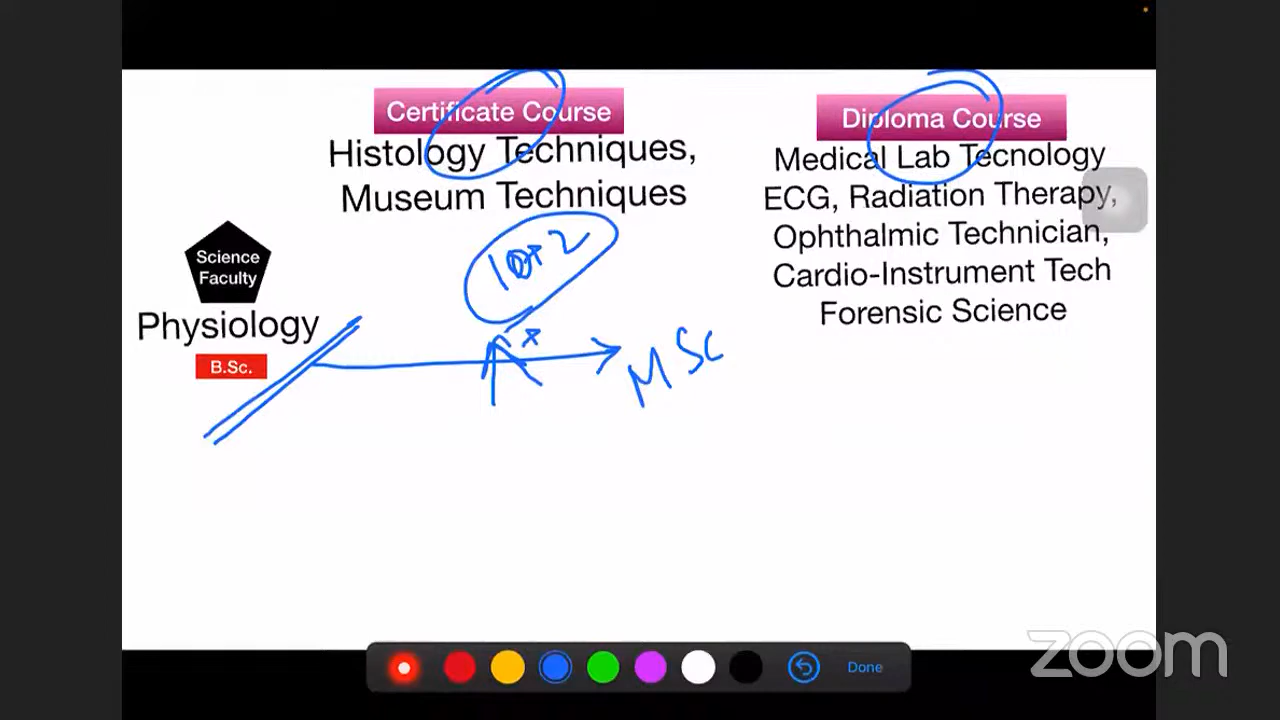 Certificate Course
Histology Techniques,
Museum Techniques
Diploma Course
Medical Lab Tecnology
ECG, Radiation Therapy,
Ophthalmic Technician,
Cardio-Instrument Tech
Forensic Science
Science
Faculty
Physiology
B.Sc.
10+2
MSC
zoom
Done